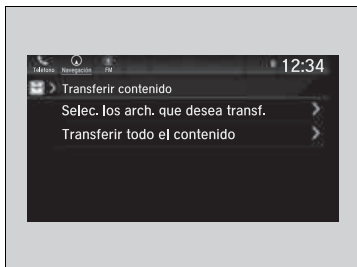 Teléfono Navegación FM 12:34
Transferir contenido
Selec. los arch. que desea transf.
Transferir todo el contenido